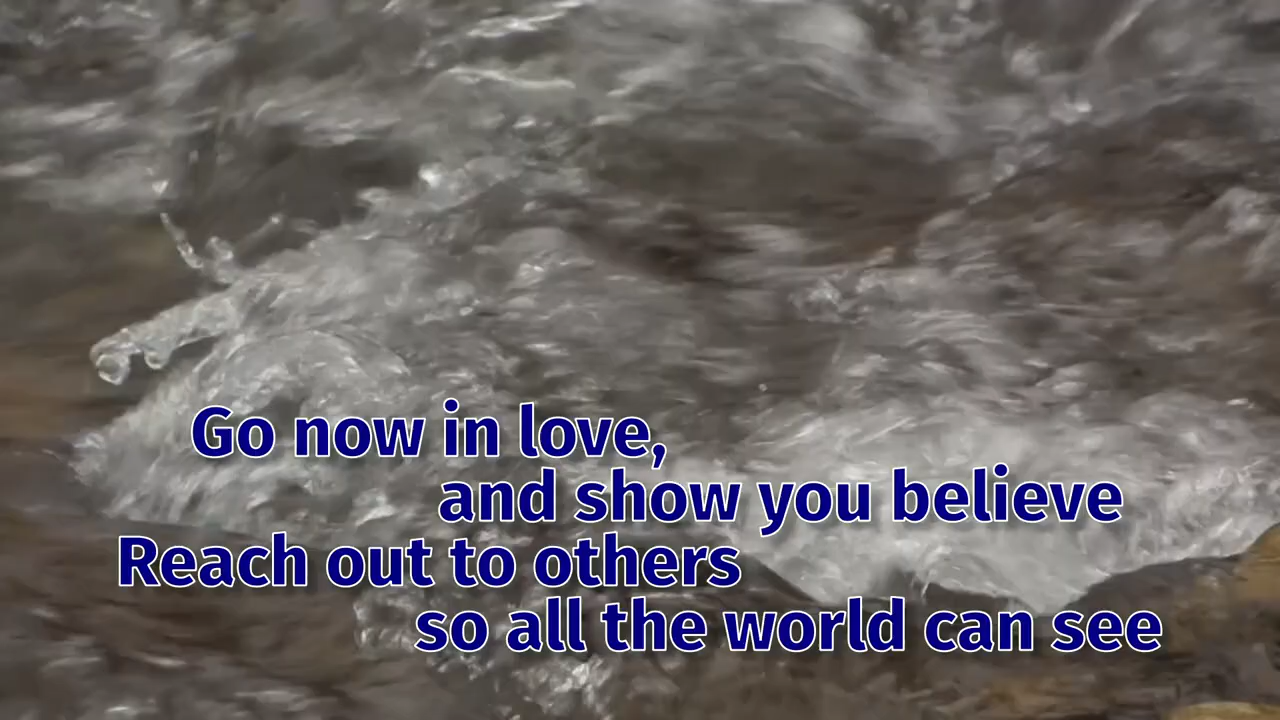 Go now in love,
and show you believe
Reach out to others
so all the world can see